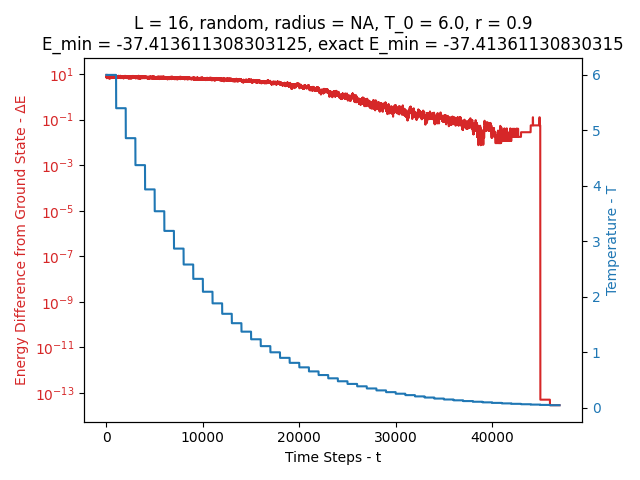 L = 16, random, radius = NA, T_0 = 6.0, r = 0.9
E_min = -37.413611308303125, exact E_min = -37.41361130830315
Energy Difference from Ground State - ΔE
10¹
10⁻¹
10⁻³
10⁻⁵
10⁻⁷
10⁻⁹
10⁻¹¹
10⁻¹³
6
5
4
3
2
1
0
Temperature - T
0 10000 20000 30000 40000
Time Steps - t